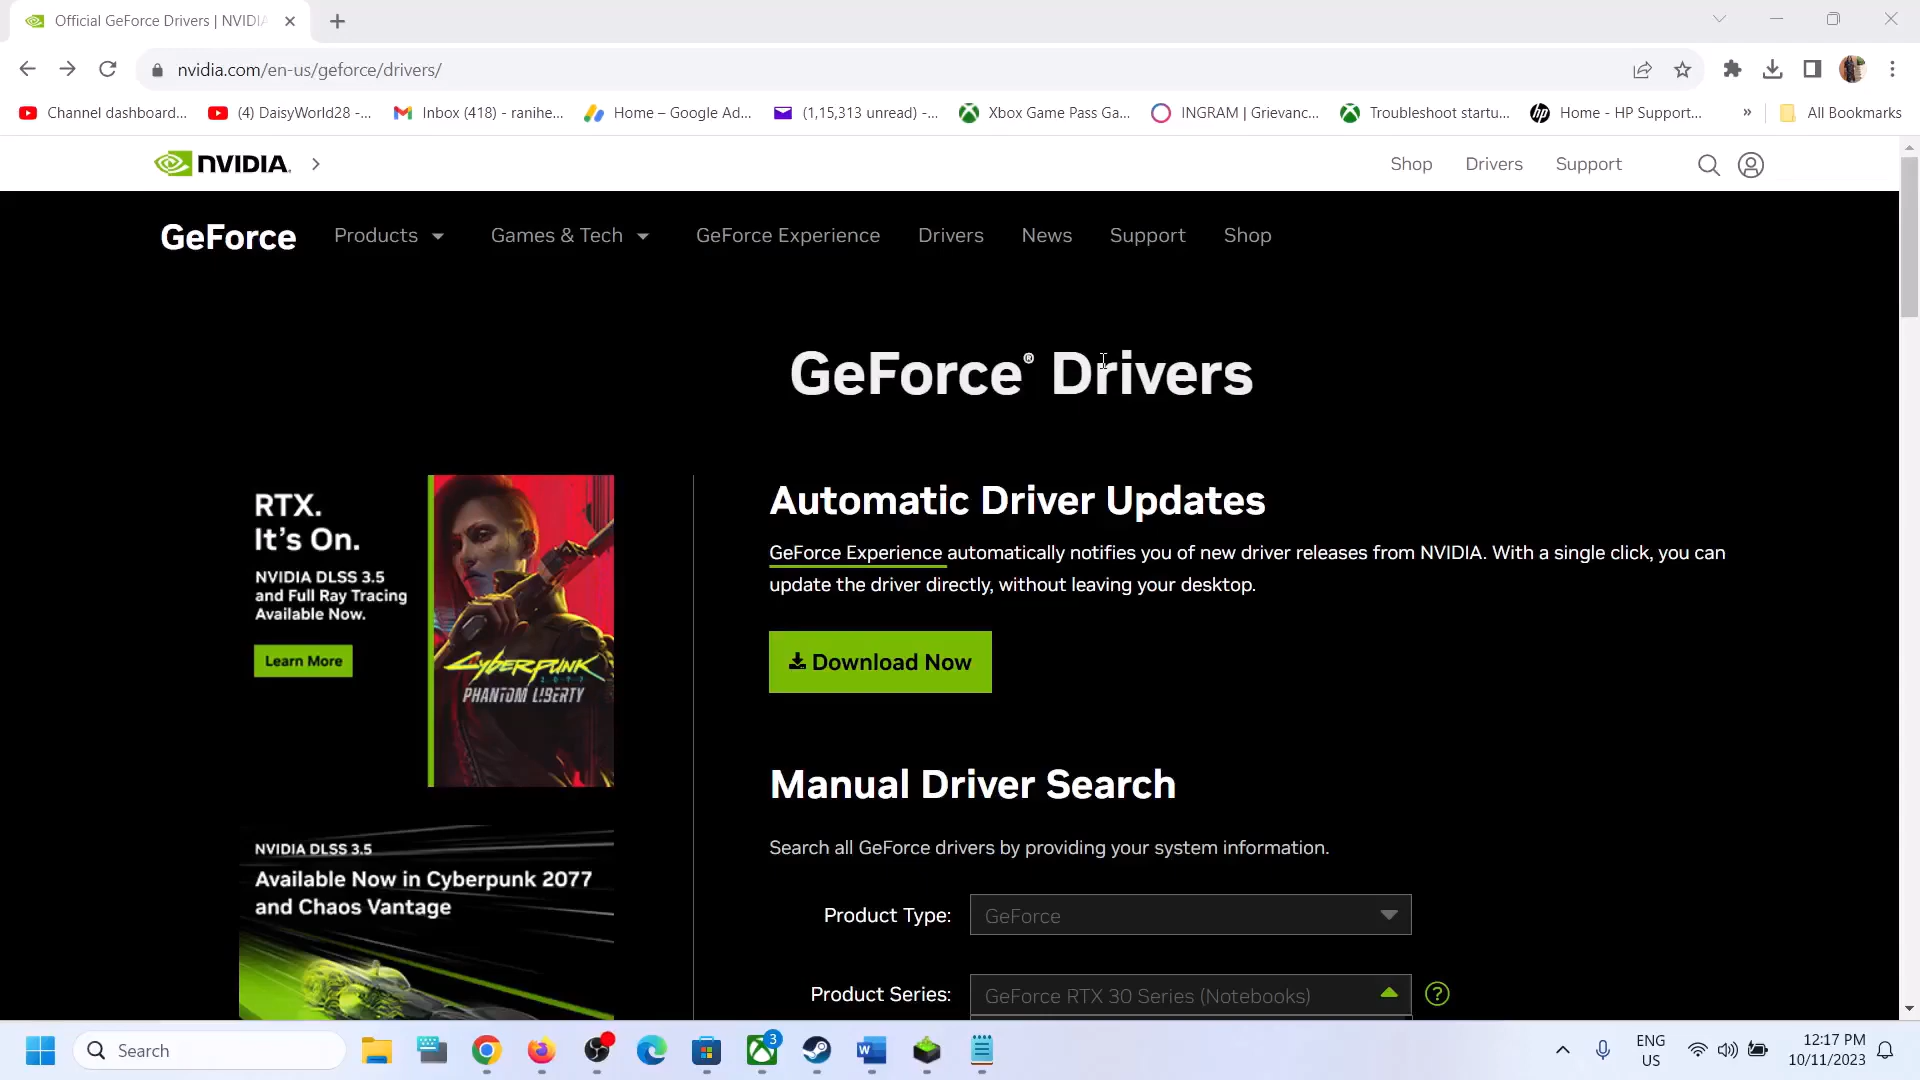 Official GeForce Drivers | NVIDIA
nvidia.com/en-us/geforce/drivers/
Channel dashboard...
(4) DaisyWorld28 -...
Inbox (418) - ranihe...
Home – Google Ad...
(1,15,313 unread) -...
Xbox Game Pass Ga...
INGRAM | Grievanc...
Troubleshoot startu...
hp
Home - HP Support...
»
All Bookmarks
NVIDIA.
Shop
Drivers
Support
GeForce
Products
Games & Tech
GeForce Experience
Drivers
News
Support
Shop
GeForce® Drivers
RTX.
It's On.
NVIDIA DLSS 3.5
and Full Ray Tracing
Available Now.
Learn More
Cyberpunk
2077
PHANTOM LIBERTY
Automatic Driver Updates
GeForce Experience automatically notifies you of new driver releases from NVIDIA. With a single click, you can
update the driver directly, without leaving your desktop.
Download Now
Manual Driver Search
Search all GeForce drivers by providing your system information.
NVIDIA DLSS 3.5
Available Now in Cyberpunk 2077
and Chaos Vantage
Product Type:
GeForce
Product Series:
GeForce RTX 30 Series (Notebooks)
?
Search
3
W
ENG
US
12:17 PM
10/11/2023